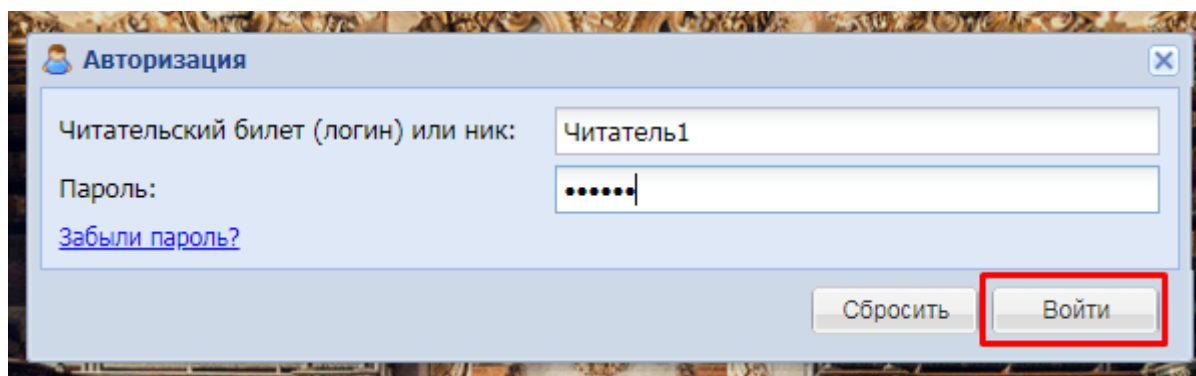 Авторизация
Читательский билет (логин) или ник: Читатель1
Пароль: ••••••
Забыли пароль?
Сбросить Войти